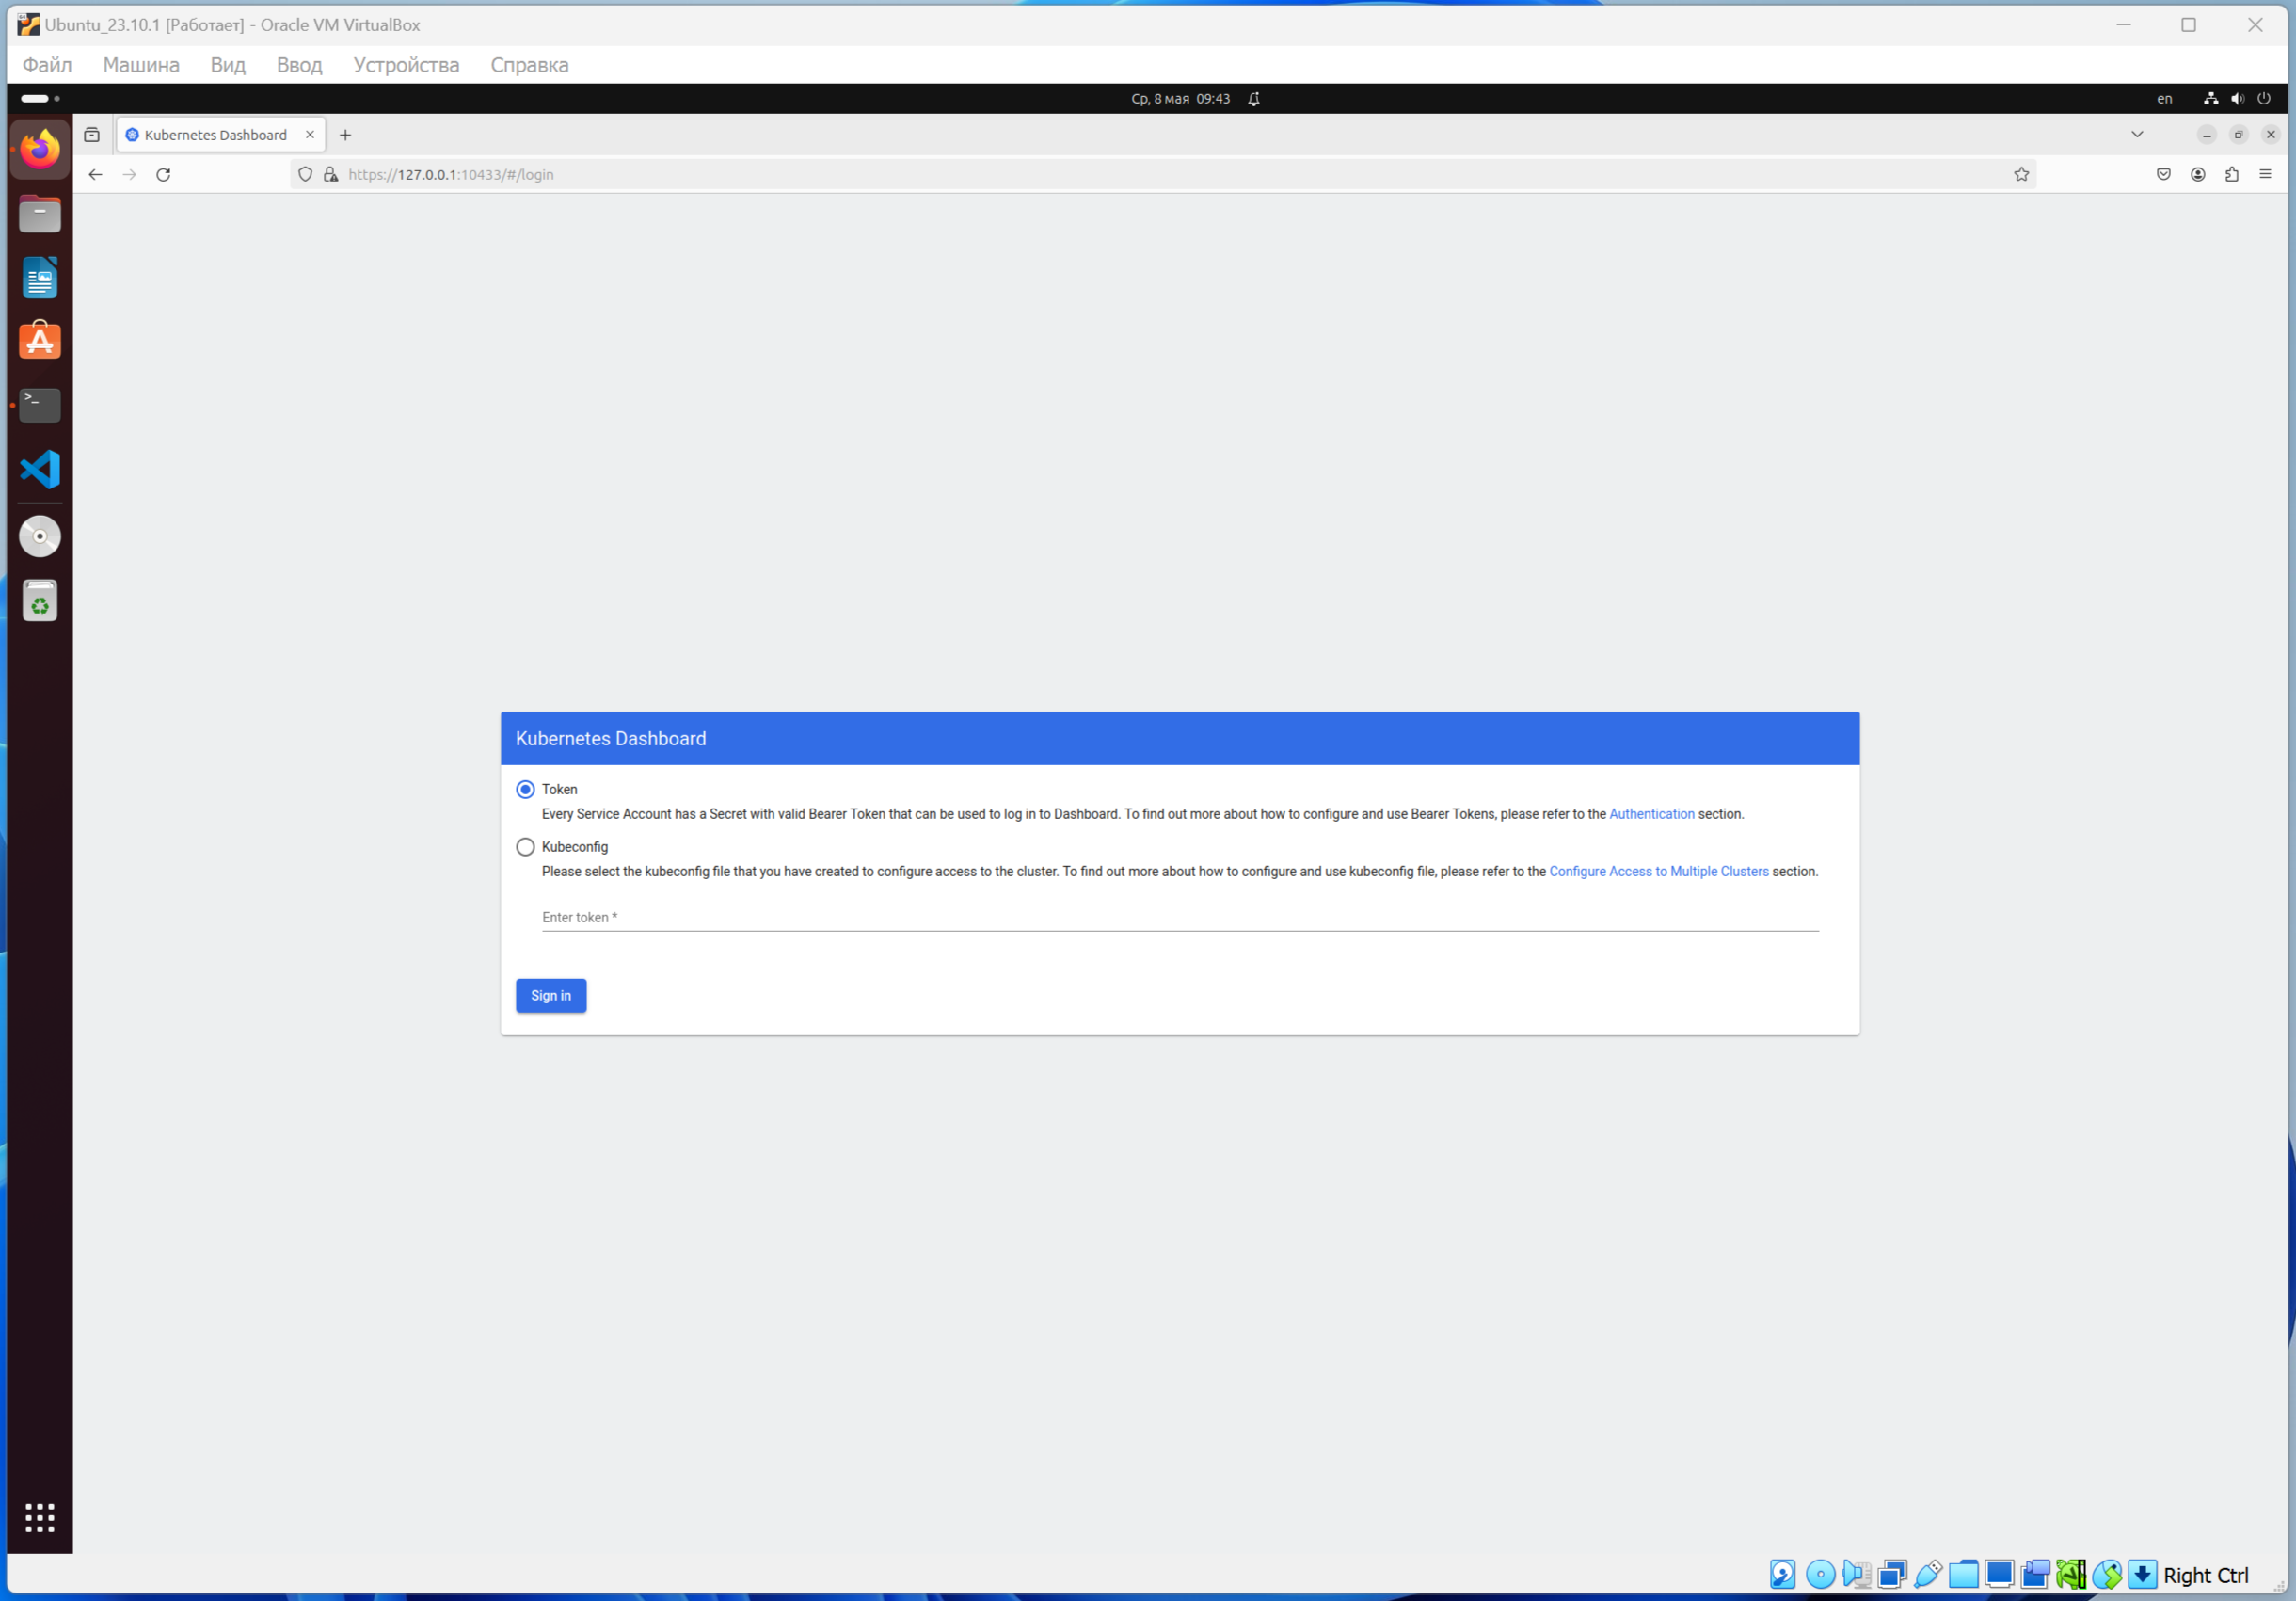 Ubuntu_23.10.1 [Работает] - Oracle VM VirtualBox
Файл Машина Вид Ввод Устройства Справка
Ср, 8 мая 09:43
en
Kubernetes Dashboard
https://127.0.0.1:10433/#/login
Kubernetes Dashboard
Token
Every Service Account has a Secret with valid Bearer Token that can be used to log in to Dashboard. To find out more about how to configure and use Bearer Tokens, please refer to the Authentication section.
Kubeconfig
Please select the kubeconfig file that you have created to configure access to the cluster. To find out more about how to configure and use kubeconfig file, please refer to the Configure Access to Multiple Clusters section.
Enter token *
Sign in
Right Ctrl